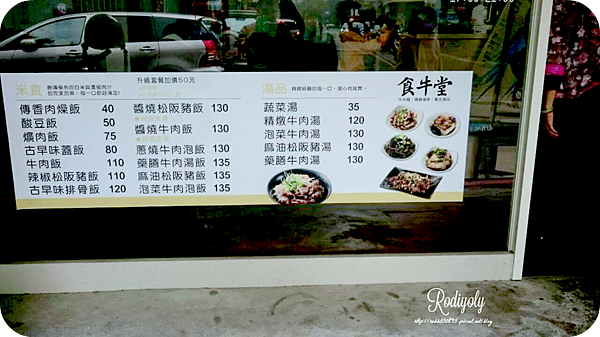 米食
升級套餐加價50元
傳香肉燥飯 40
酸豆飯 50
爌肉飯 75
古早味蓋飯 80
牛肉飯 110
辣椒松阪豬飯 110
古早味排骨飯 120
醬燒松阪豬飯 130
醬燒牛肉飯 130
蔥燒牛肉泡飯 130
藥膳牛肉湯飯 135
麻油松阪豬飯 135
泡菜牛肉泡飯 135
湯品
蔬菜湯 35
精燉牛肉湯 120
泡菜牛肉湯 130
麻油松阪豬湯 130
藥膳牛肉湯 130
食牛堂
Rodiyoly